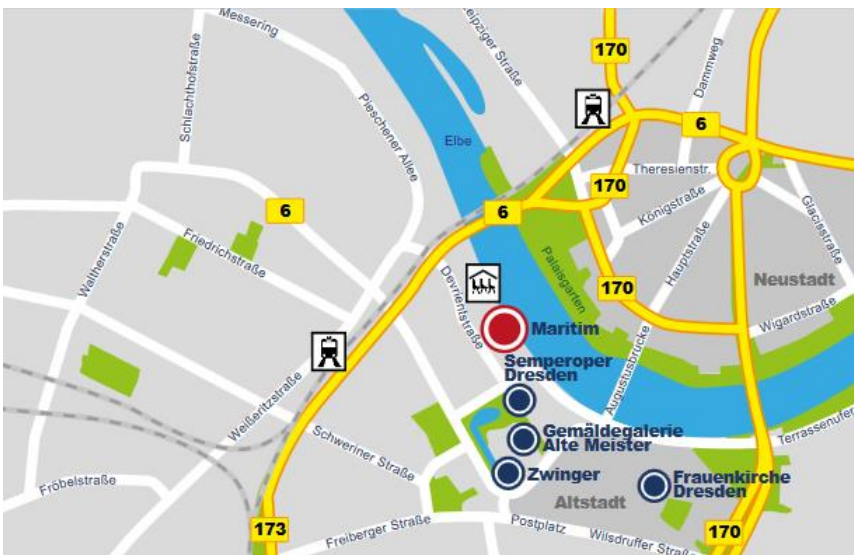 Messering
Leipziger Straße
170
Dammweg
Schlachthofstraße
Pieschener Allee
Elbe
6
Theresienstr.
170
Königstraße
Glacisstraße
6
6
Waltherstraße
Friedrichstraße
Palaisgarten
Hauptstraße
Neustadt
Devrientstraße
170
Wigardstraße
Maritim
Semperoper
Dresden
Augustusbrücke
Weißeritzstraße
Schweriner Straße
Gemäldegalerie
Alte Meister
Terrassenufer
Zwinger
Frauenkirche
Dresden
Fröbelstraße
Altstadt
173
Freiberger Straße
Postplatz
Wilsdruffer Straße
170